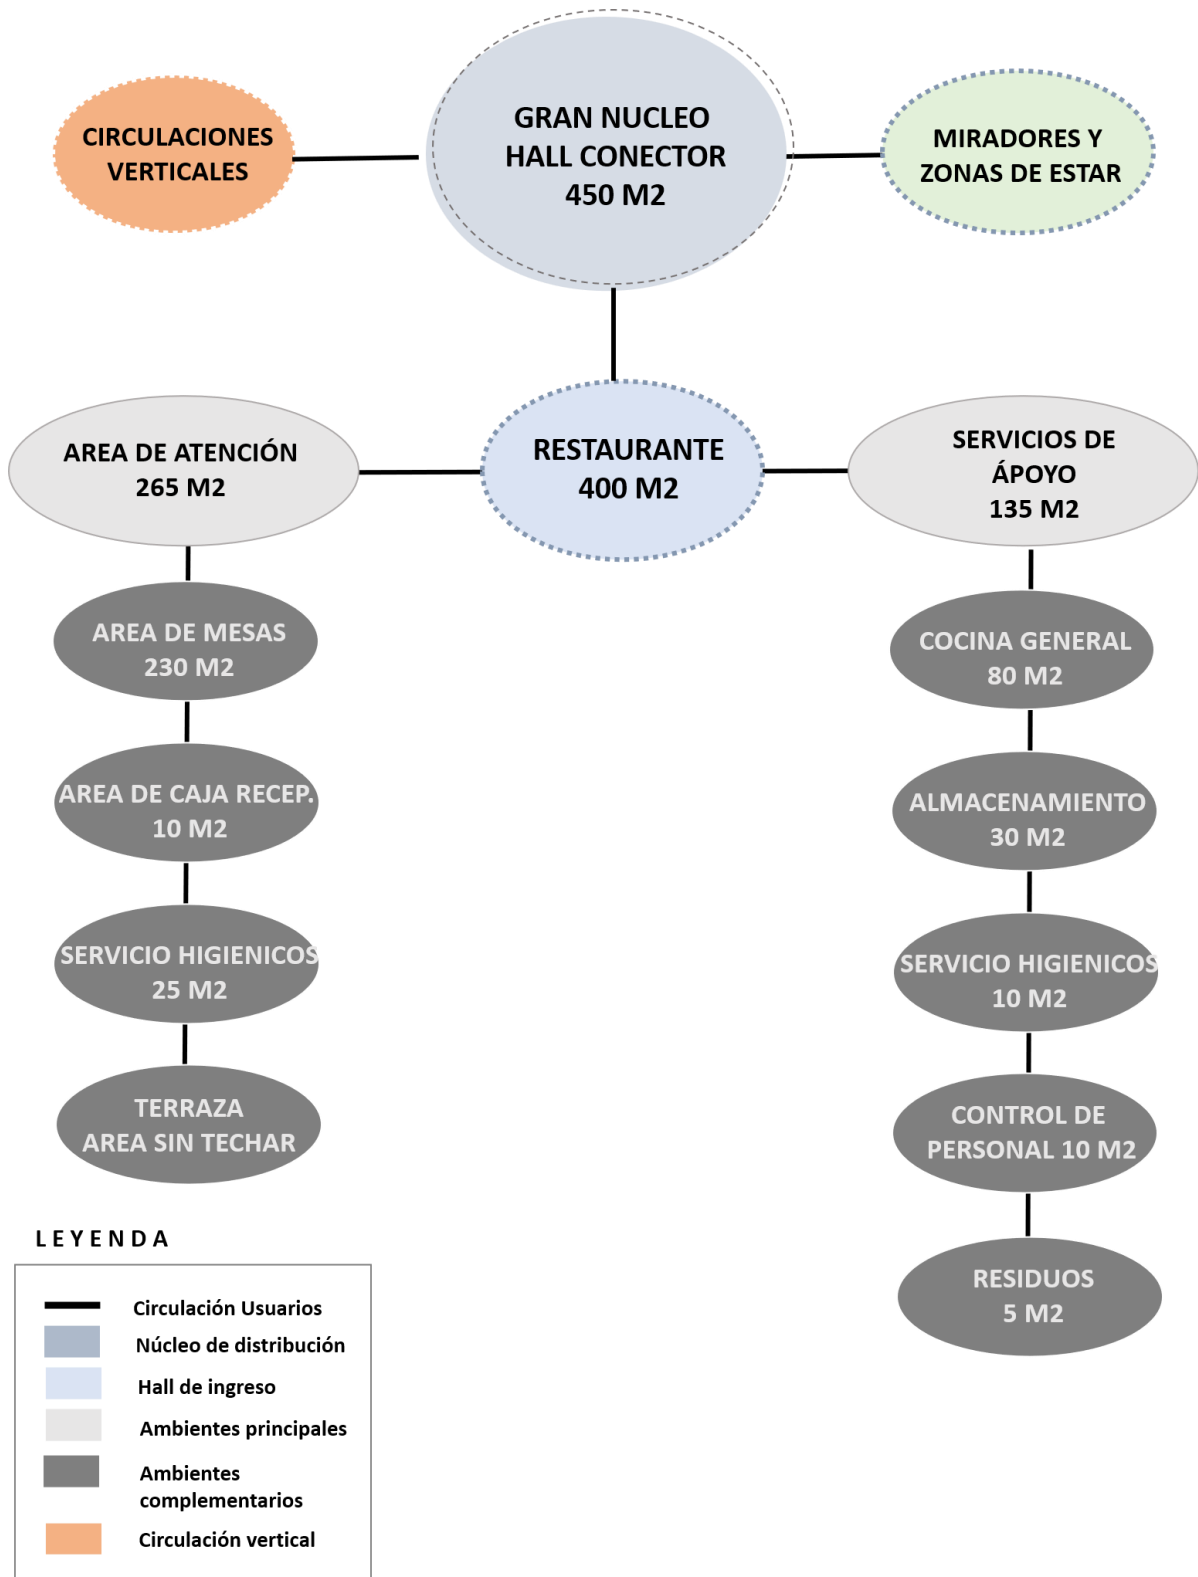 CIRCULACIONES
VERTICALES
GRAN NUCLEO
HALL CONECTOR
450 M2
MIRADORES Y
ZONAS DE ESTAR
AREA DE ATENCIÓN
265 M2
RESTAURANTE
400 M2
SERVICIOS DE
ÁPOYO
135 M2
AREA DE MESAS
230 M2
AREA DE CAJA RECEP.
10 M2
SERVICIO HIGIENICOS
25 M2
TERRAZA
AREA SIN TECHAR
COCINA GENERAL
80 M2
ALMACENAMIENTO
30 M2
SERVICIO HIGIENICOS
10 M2
CONTROL DE
PERSONAL 10 M2
RESIDUOS
5 M2
LEYENDA
Circulación Usuarios
Núcleo de distribución
Hall de ingreso
Ambientes principales
Ambientes
complementarios
Circulación vertical